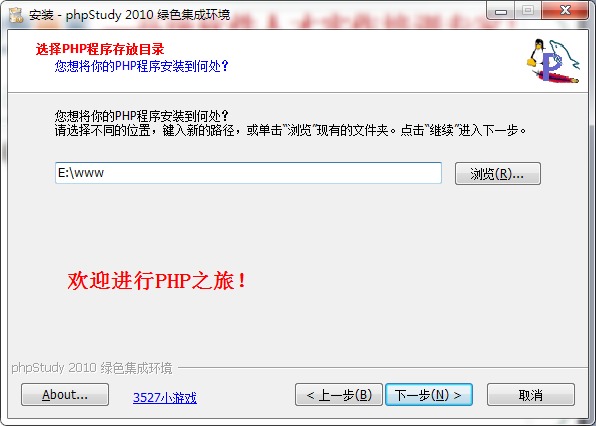 安装 - phpStudy 2010 绿色集成环境
选择PHP程序存放目录
您想将你的PHP程序安装到何处?
您想将你的PHP程序安装到何处?
请选择不同的位置，键入新的路径，或单击“浏览”现有的文件夹。点击“继续”进入下一步。
E:\www
浏览(R)...
欢迎进行PHP之旅!
phpStudy 2010 绿色集成环境
About...
3527小游戏
< 上一步(B)
下一步(N) >
取消